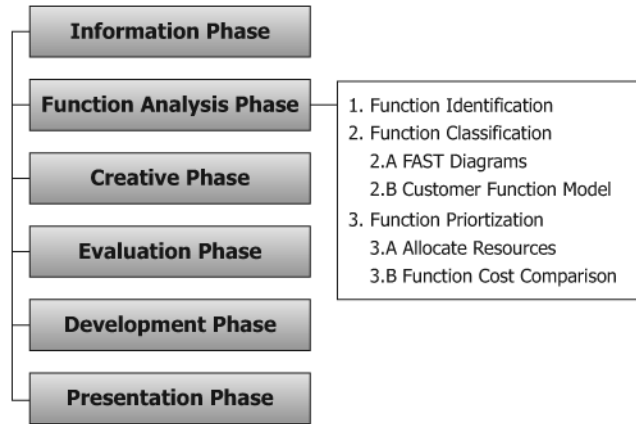 Information Phase
Function Analysis Phase
1. Function Identification
2. Function Classification
2.A FAST Diagrams
2.B Customer Function Model
3. Function Priortization
3.A Allocate Resources
3.B Function Cost Comparison
Creative Phase
Evaluation Phase
Development Phase
Presentation Phase